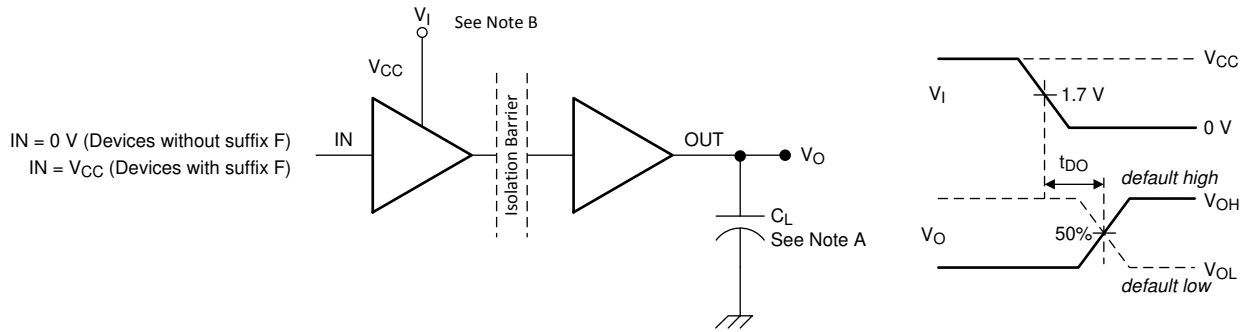 V_I See Note B
V_CC
IN = 0 V (Devices without suffix F)
IN = V_CC (Devices with suffix F)
IN
Isolation Barrier
OUT
V_O
C_L
See Note A
V_I
V_CC
1.7 V
0 V
t_DO
default high
V_OH
V_O
50%
V_OL
default low